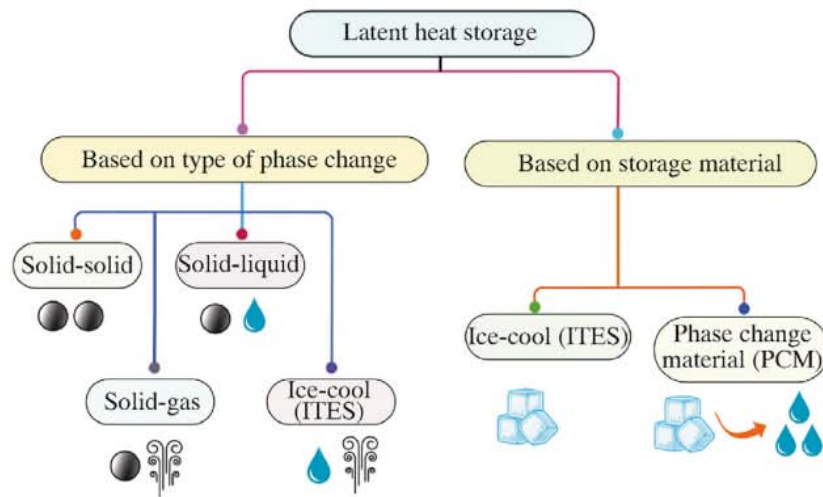 Latent heat storage
Based on type of phase change
Based on storage material
Solid-solid
Solid-liquid
Ice-cool (ITES)
Phase change
material (PCM)
Solid-gas
Ice-cool
(ITES)